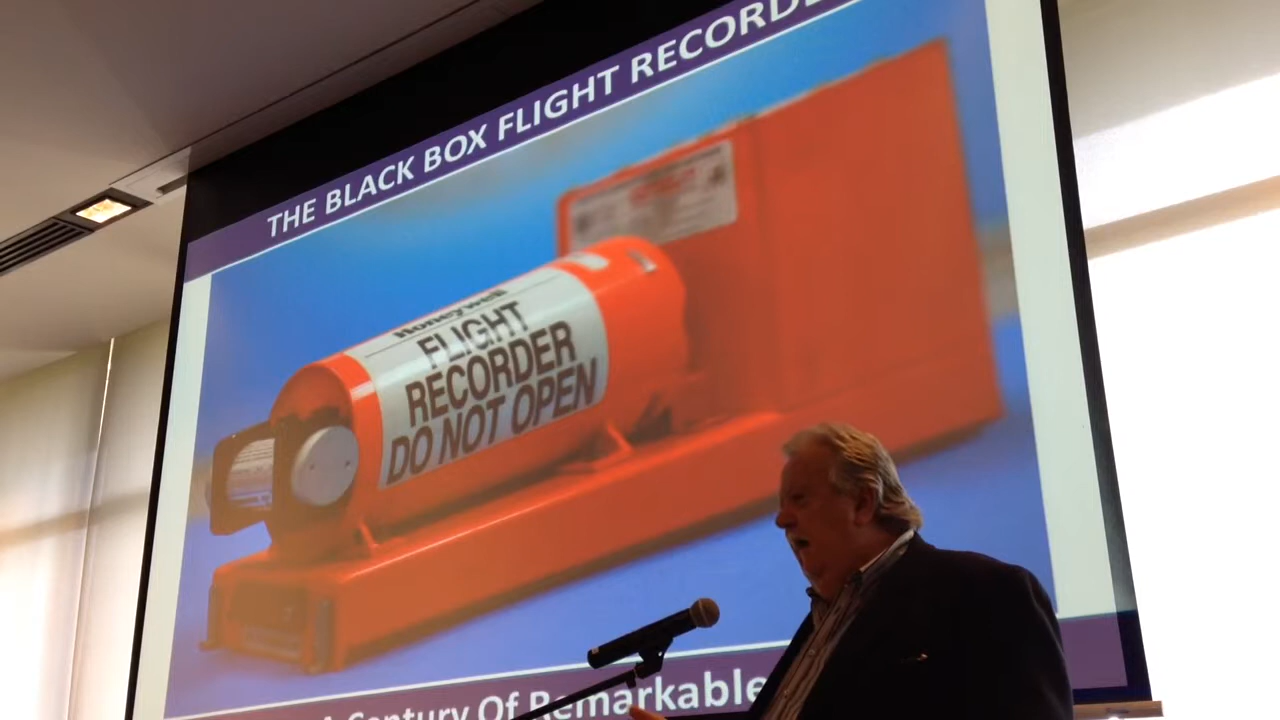 THE BLACK BOX FLIGHT RECORDE
Honeywell
FLIGHT
RECORDER
DO NOT OPEN
A Century Of Remarkable